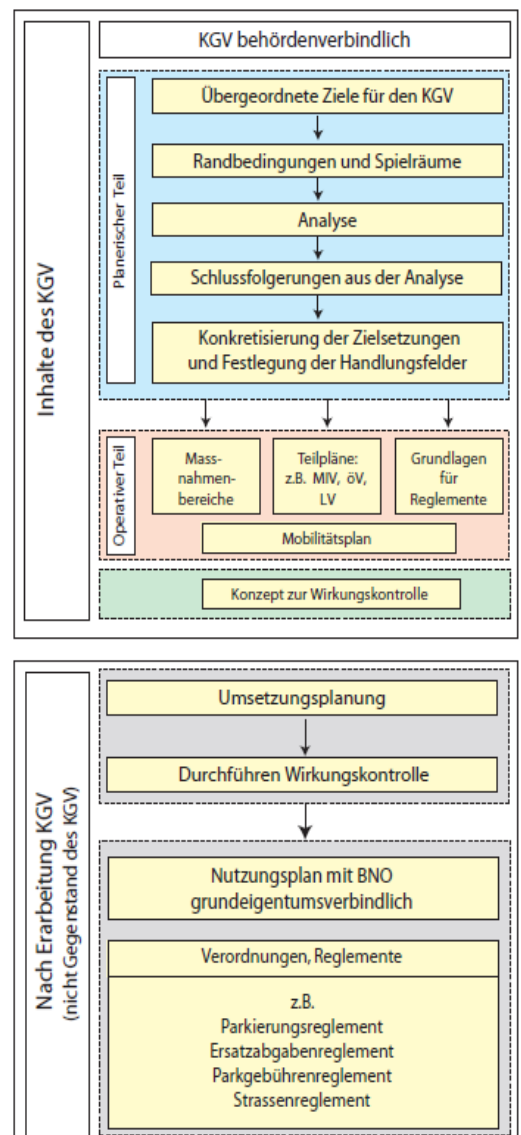 Inhalte des KGV
KGV behördenverbindlich
Planerischer Teil
Übergeordnete Ziele für den KGV
Randbedingungen und Spielräume
Analyse
Schlussfolgerungen aus der Analyse
Konkretisierung der Zielsetzungen
und Festlegung der Handlungsfelder
Operativer Teil
Mass-
nahmen-
bereiche
Teilpläne:
z.B. MIV, öV,
LV
Grundlagen
für
Reglemente
Mobilitätsplan
Konzept zur Wirkungskontrolle
Nach Erarbeitung KGV
(nicht Gegenstand des KGV)
Umsetzungsplanung
Durchführen Wirkungskontrolle
Nutzungsplan mit BNO
grundeigentumsverbindlich
Verordnungen, Reglemente
z.B.
Parkierungsreglement
Ersatzabgabenreglement
Parkgebührenreglement
Strassenreglement